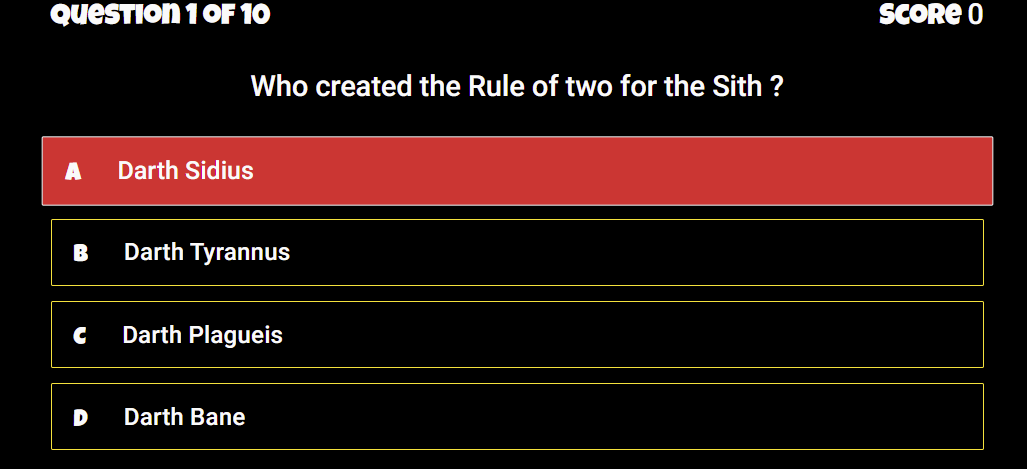 Question 1 of 10
Score 0
Who created the Rule of two for the Sith ?
A Darth Sidius
B Darth Tyrannus
C Darth Plagueis
D Darth Bane